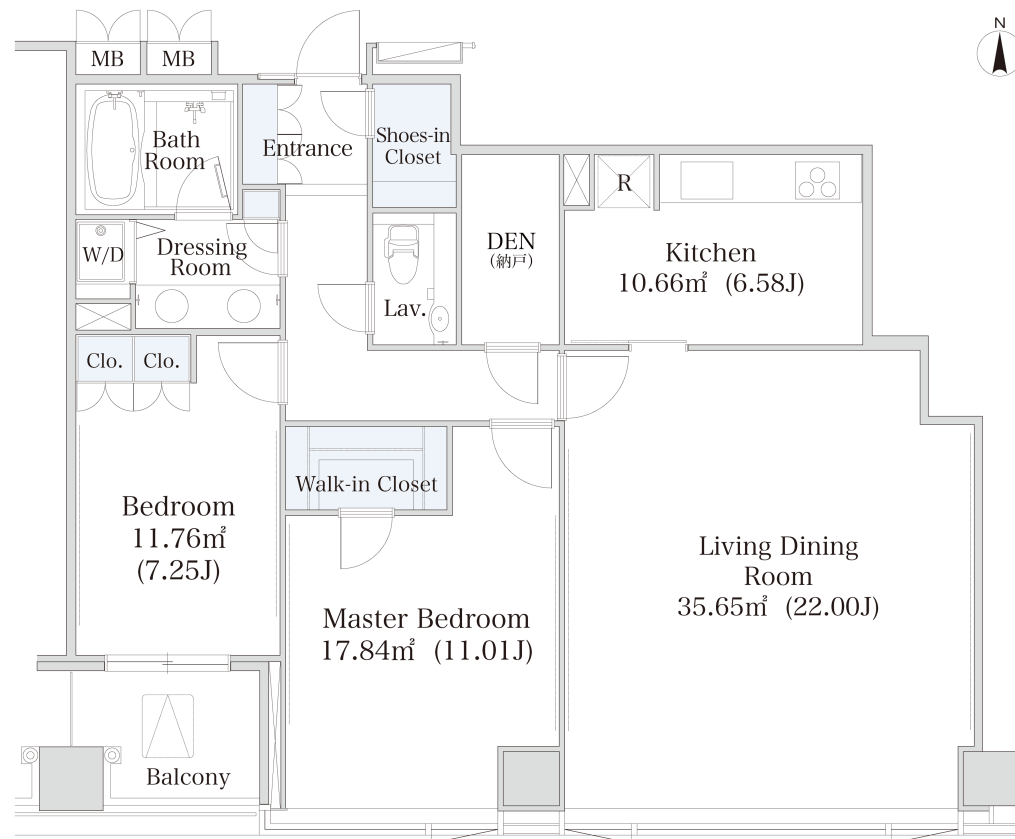 N
MB
MB
Bath
Room
Entrance
Shoes-in
Closet
R
W/D
Dressing
Room
DEN
(納戸)
Kitchen
10.66㎡ (6.58J)
Lav.
Clo.
Clo.
Walk-in Closet
Bedroom
11.76㎡
(7.25J)
Living Dining
Room
35.65㎡ (22.00J)
Master Bedroom
17.84㎡ (11.01J)
Balcony